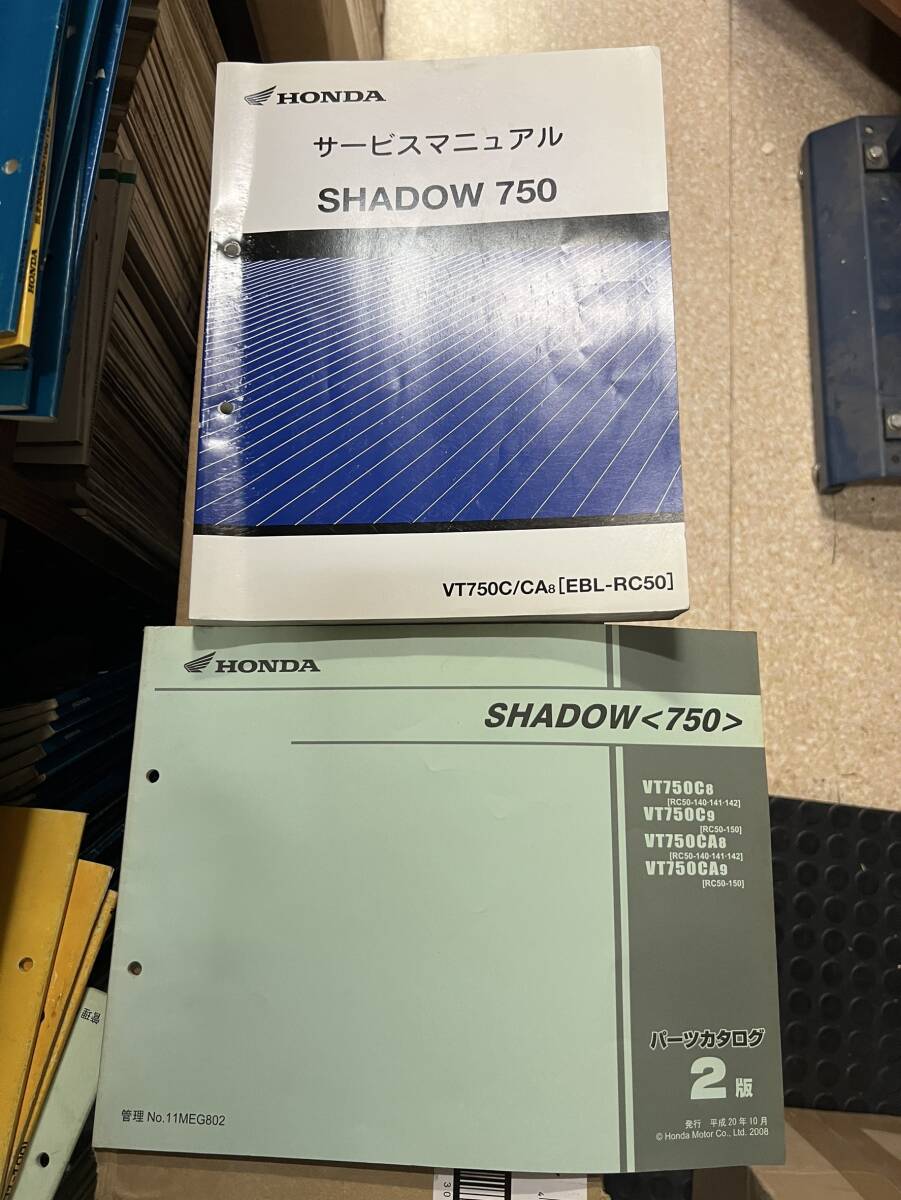 HONDA
サービスマニュアル
SHADOW 750
VT750C/CA8 [EBL-RC50]
HONDA
SHADOW<750>
VT750C8
[RC50-140·141·142]
VT750C9
[RC50-150]
VT750CA8
[RC50-140·141·142]
VT750CA9
[RC50-150]
パーツカタログ
2版
管理 No.11MEG802
発行 平成20年10月
© Honda Motor Co., Ltd. 2008
HONDA
管理